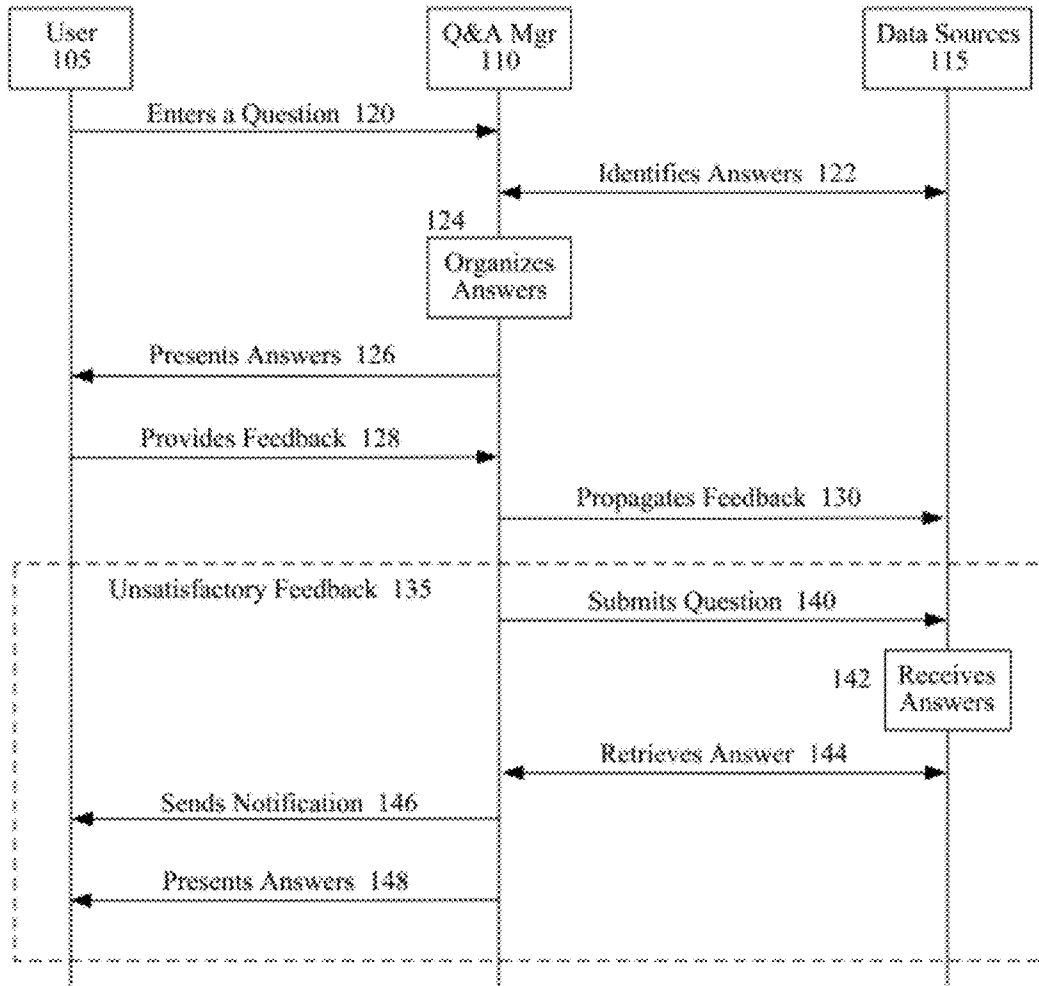 User
105
Q&A Mgr
110
Data Sources
115
Enters a Question 120
Identifies Answers 122
124
Organizes
Answers
Presents Answers 126
Provides Feedback 128
Propagates Feedback 130
Unsatisfactory Feedback 135
Submits Question 140
142
Receives
Answers
Retrieves Answer 144
Sends Notification 146
Presents Answers 148